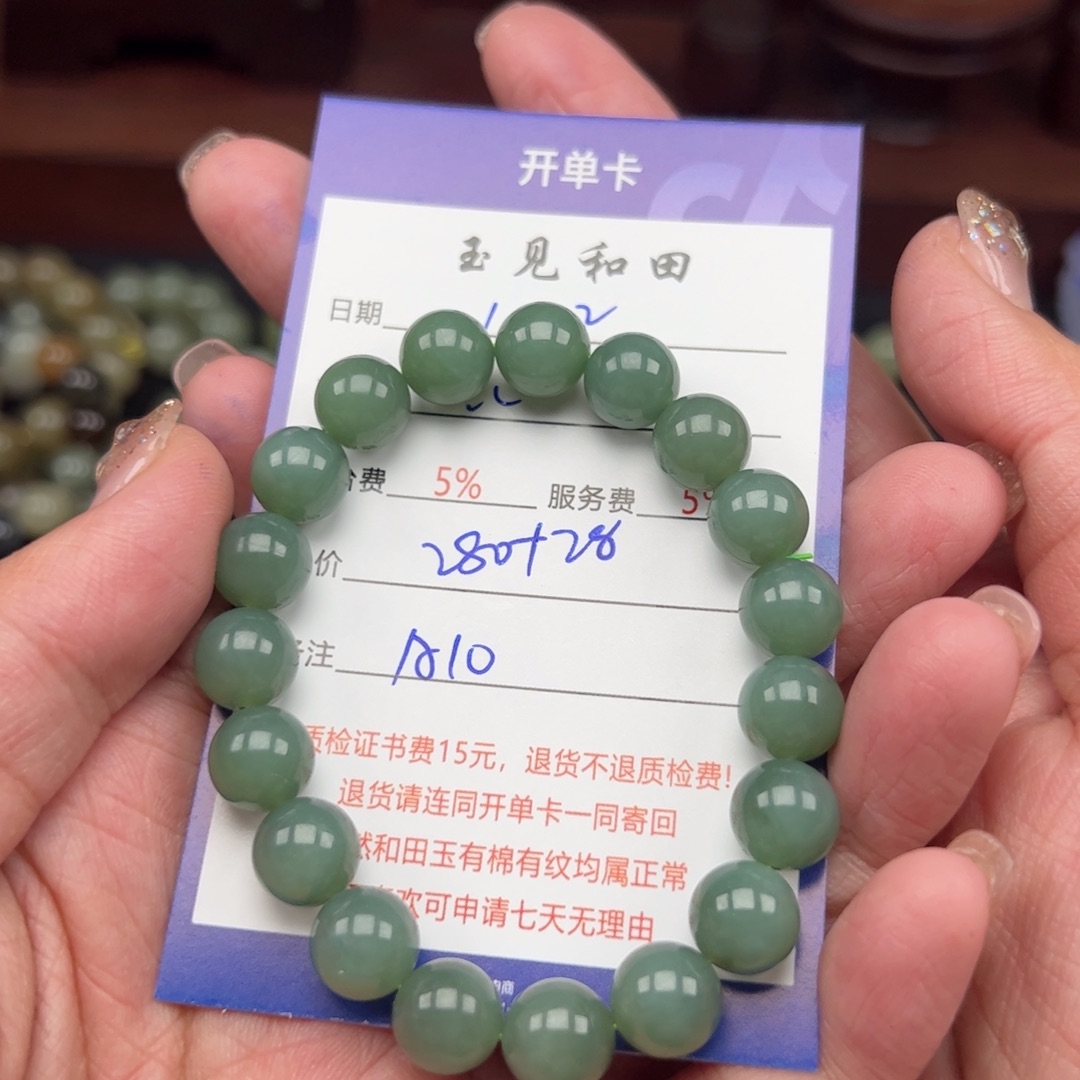 开单卡
玉见和田
日期
费 5% 服务费 5
价 280+28
注 A10
质检证书费15元，退货不退质检费！
退货请连同开单卡一同寄回
然和田玉有棉有纹均属正常
欢可申请七天无理由